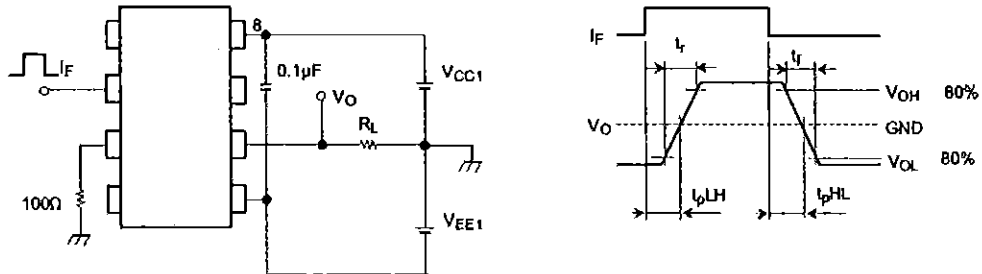 8
I_F
0.1μF
V_O
R_L
V_CC1
100Ω
V_EE1
I_F
t_r
t_f
V_OH 80%
V_O
GND
V_OL 80%
t_pLH
t_pHL